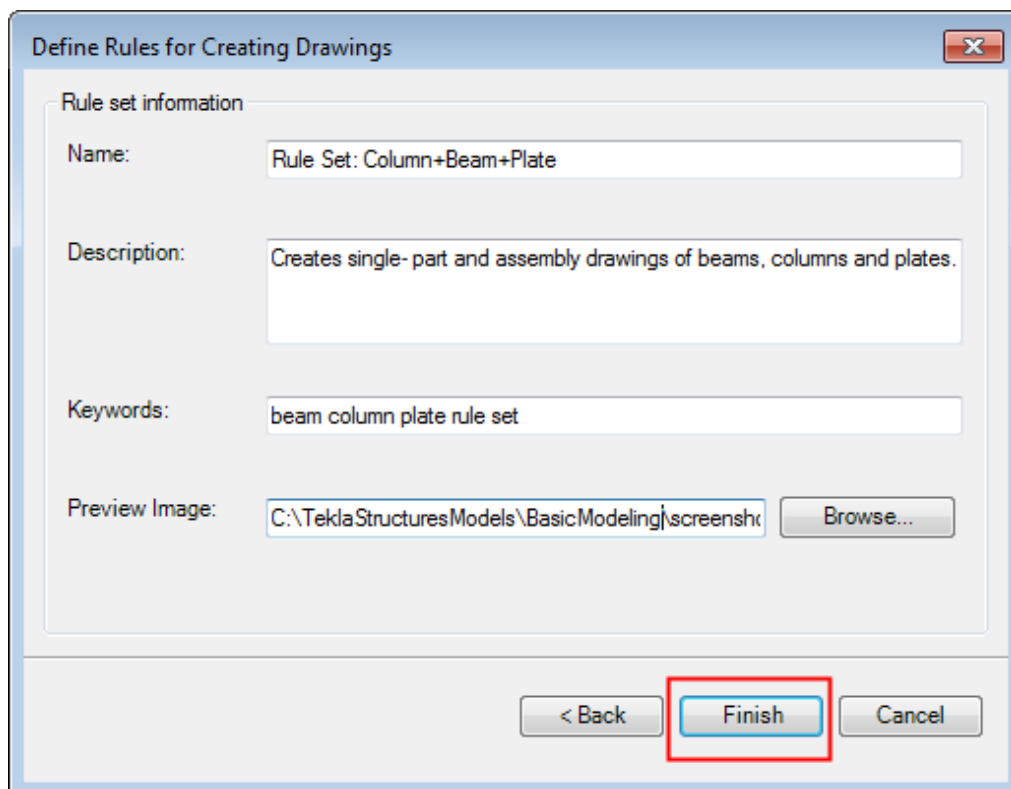 Define Rules for Creating Drawings
Rule set information
Name:
Rule Set: Column+Beam+Plate
Description:
Creates single- part and assembly drawings of beams, columns and plates.
Keywords:
beam column plate rule set
Preview Image:
C:\TeklaStructuresModels\BasicModeling\screensho
Browse...
< Back
Finish
Cancel